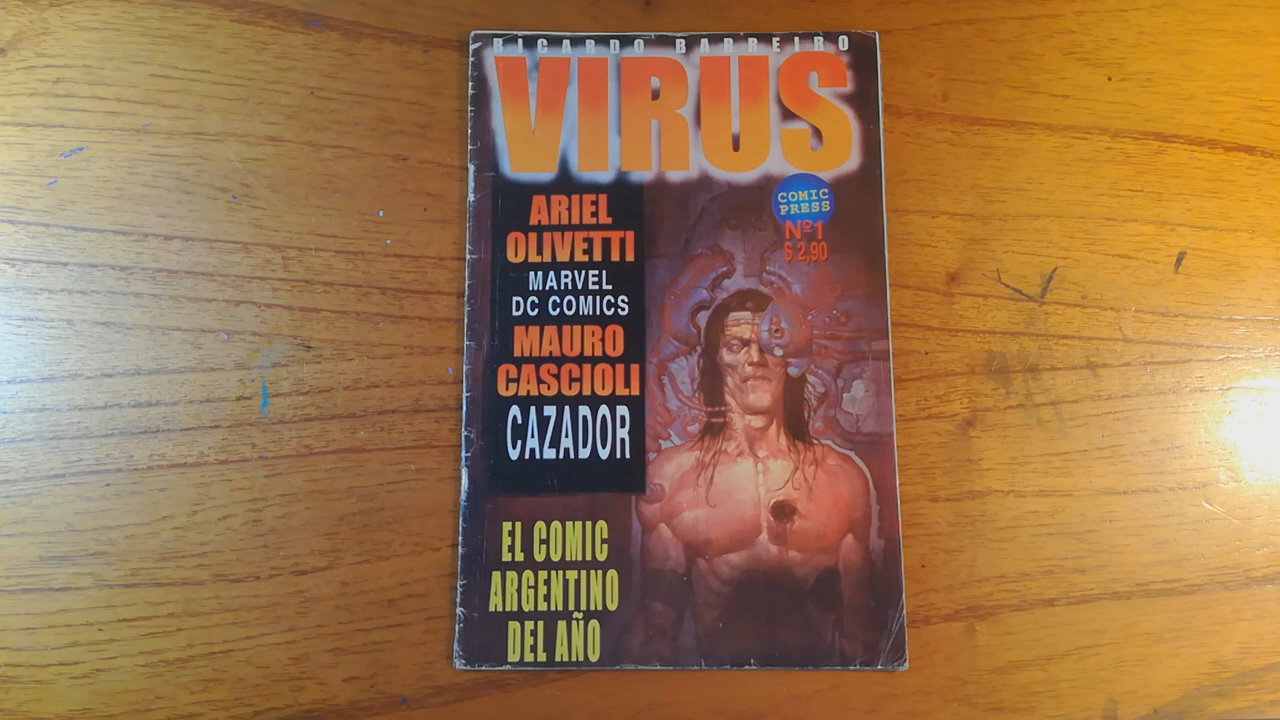 RICARDO BARREIRO
VIRUS
COMIC
PRESS
Nº1
$ 2,90
ARIEL
OLIVETTI
MARVEL
DC COMICS
MAURO
CASCIOLI
CAZADOR
EL COMIC
ARGENTINO
DEL AÑO